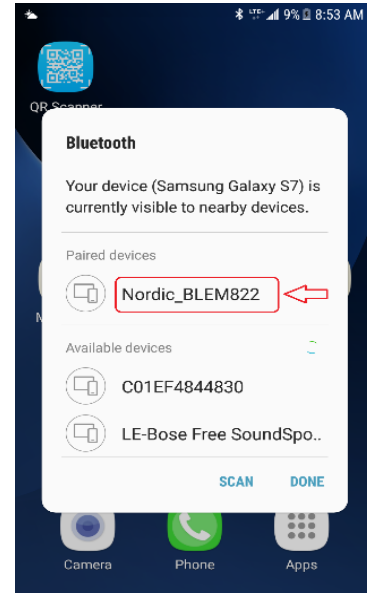 LTE 9% 8:53 AM
QR Scanner
Bluetooth
Your device (Samsung Galaxy S7) is
currently visible to nearby devices.
Paired devices
Nordic_BLEM822
Available devices
C01EF4844830
LE-Bose Free SoundSpo..
SCAN DONE
Camera Phone Apps